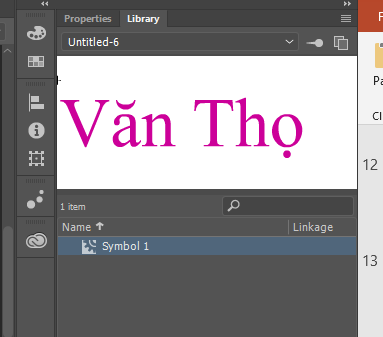 Properties
Library
Untitled-6
Văn Thọ
1 item
Name
Linkage
Symbol 1
12
13